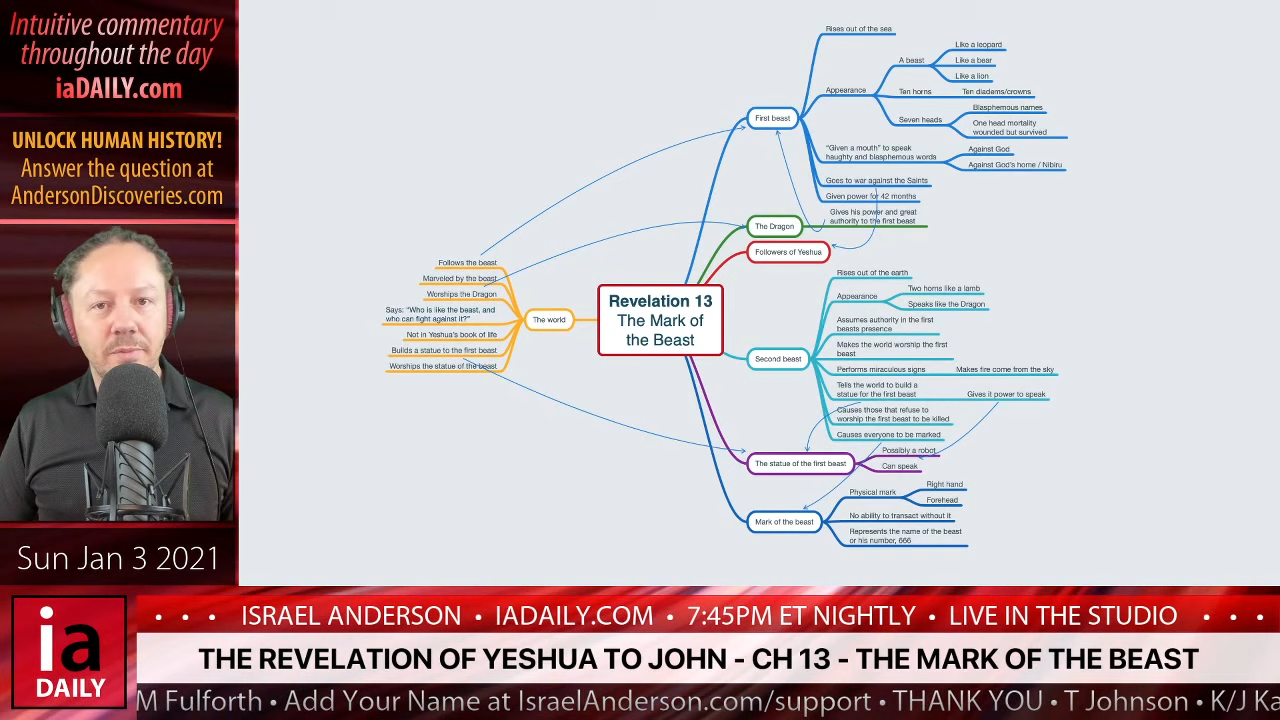 Intuitive commentary
throughout the day
iaDAILY.com
UNLOCK HUMAN HISTORY!
Answer the question at
AndersonDiscoveries.com
Sun Jan 3 2021
Revelation 13
The Mark of
the Beast
First beast
Rises out of the sea
Appearance
A beast
Like a leopard
Like a bear
Like a lion
Ten horns
Ten diadems/crowns
Seven heads
Blasphemous names
One head mortality
wounded but survived
“Given a mouth” to speak
haughty and blasphemous words
Against God
Against God's home / Nibiru
Goes to war against the Saints
Given power for 42 months
The Dragon
Gives his power and great
authority to the first beast
Followers of Yeshua
Second beast
Rises out of the earth
Appearance
Two horns like a lamb
Speaks like the Dragon
Assumes authority in the first
beasts presence
Makes the world worship the first
beast
Performs miraculous signs
Makes fire come from the sky
Tells the world to build a
statue for the first beast
Gives it power to speak
Causes those that refuse to
worship the first beast to be killed
Causes everyone to be marked
The statue of the first beast
Possibly a robot
Can speak
Mark of the beast
Physical mark
Right hand
Forehead
No ability to transact without it
Represents the name of the beast
or his number, 666
The world
Follows the beast
Marveled by the beast
Worships the Dragon
Says: “Who is like the beast, and
who can fight against it?”
Not in Yeshua's book of life
Builds a statue to the first beast
Worships the statue of the beast
ia
DAILY
• • • ISRAEL ANDERSON • IADAILY.COM • 7:45PM ET NIGHTLY • LIVE IN THE STUDIO • • •
THE REVELATION OF YESHUA TO JOHN - CH 13 - THE MARK OF THE BEAST
M Fulforth • Add Your Name at IsraelAnderson.com/support • THANK YOU • T Johnson • K/J Ka